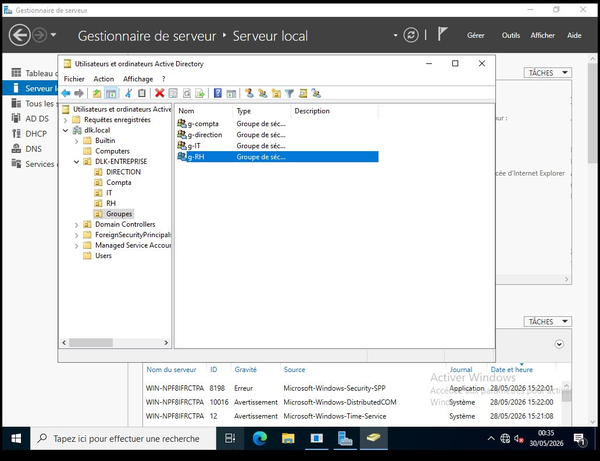 Gestionnaire de serveur
Gestionnaire de serveur ▸ Serveur local
Gérer Outils Afficher Aide
Tableau
Serveur
Tous les
AD DS
DHCP
DNS
Services
TÂCHES
Utilisateurs et ordinateurs Active Directory
Fichier Action Affichage ?
Utilisateurs et ordinateurs Active
Requêtes enregistrées
dlk.local
Builtin
Computers
DLK-ENTREPRISE
DIRECTION
Compta
IT
RH
Groupes
Domain Controllers
ForeignSecurityPrincipals
Managed Service Accou
Users
Nom Type Description
g-compta Groupe de séc...
g-direction Groupe de séc...
g-IT Groupe de séc...
g-RH Groupe de séc...
our :
cée d'Internet Explorer
TÂCHES
Nom du serveur ID Gravité Source Journal Date et heure
WIN-NPF8IFRCTPA 8198 Erreur Microsoft-Windows-Security-SPP Application 28/05/2026 15:22:01
WIN-NPF8IFRCTPA 10016 Avertissement Microsoft-Windows-DistributedCOM Système 28/05/2026 15:22:00
WIN-NPF8IFRCTPA 12 Avertissement Microsoft-Windows-Time-Service Système 28/05/2026 15:21:08
Activer Windows
Tapez ici pour effectuer une recherche
00:35
30/05/2026
1